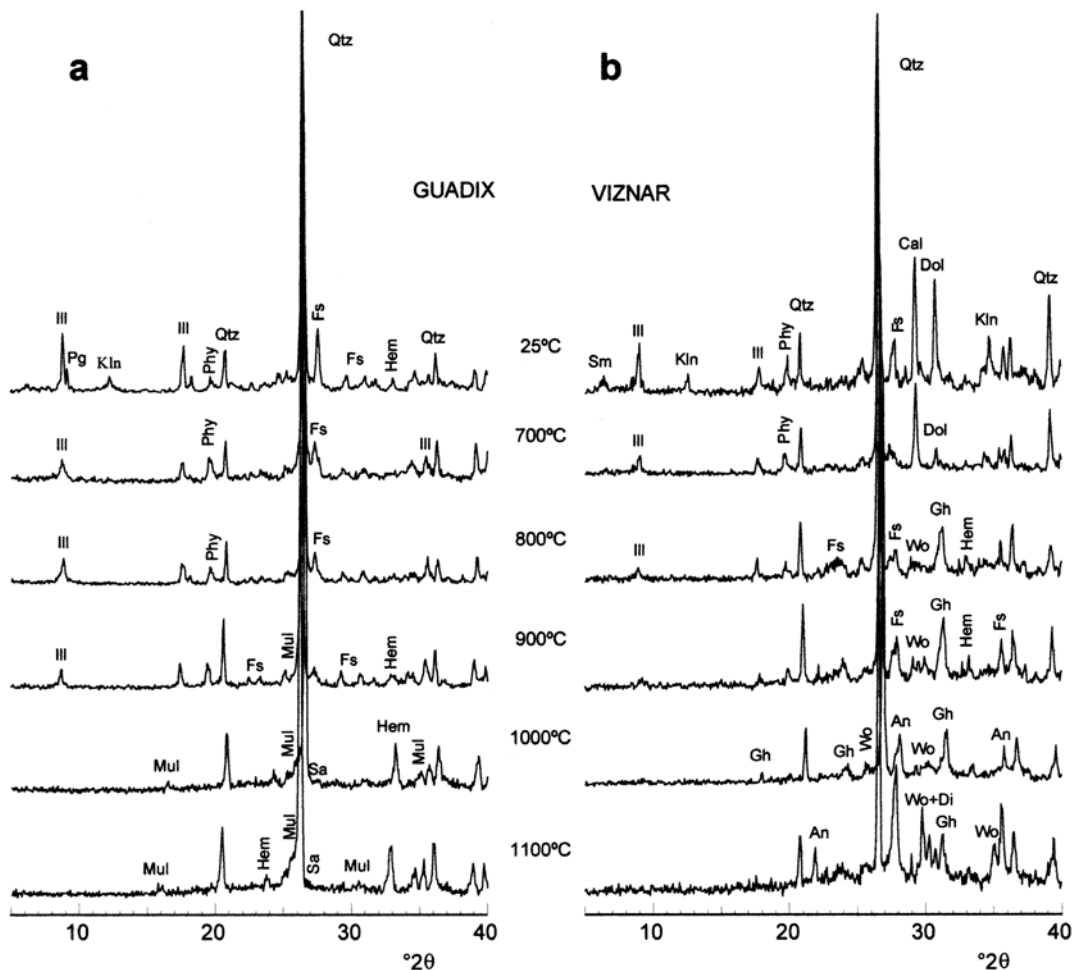 a
Qtz
GUADIX
Ill
Pg
Kln
Ill
Phy
Qtz
Fs
Fs
Hem
Qtz
Ill
Phy
Fs
Ill
Ill
Phy
Fs
Ill
Fs
Mul
Fs
Hem
Mul
Mul
Sa
Hem
Mul
Mul
Hem
Mul
Sa
Mul
10
20
30
40
°2θ
25ºC
700ºC
800ºC
900ºC
1000ºC
1100ºC
b
Qtz
VIZNAR
Sm
Ill
Kln
Ill
Phy
Qtz
Fs
Cal
Dol
Kln
Qtz
Ill
Phy
Dol
Ill
Fs
Fs
Wo
Gh
Hem
Fs
Wo
Gh
Hem
Fs
Gh
Gh
Wo
An
Wo
Gh
An
An
Wo+Di
Gh
Wo
10
20
30
40
°2θ